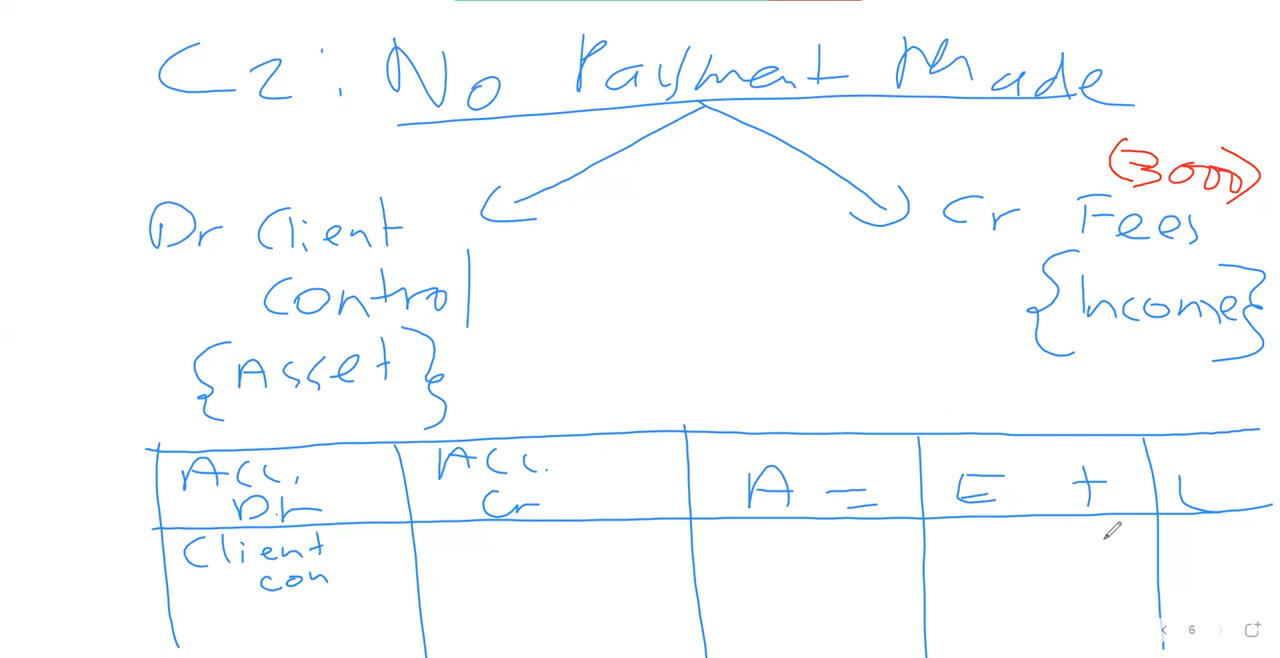 C2: No Payment Made
(3000)
Dr Client
Control
{Asset}
Cr Fees
{Income}
Acc. Dr
Acc. Cr
A =
E +
L
Client
con
6